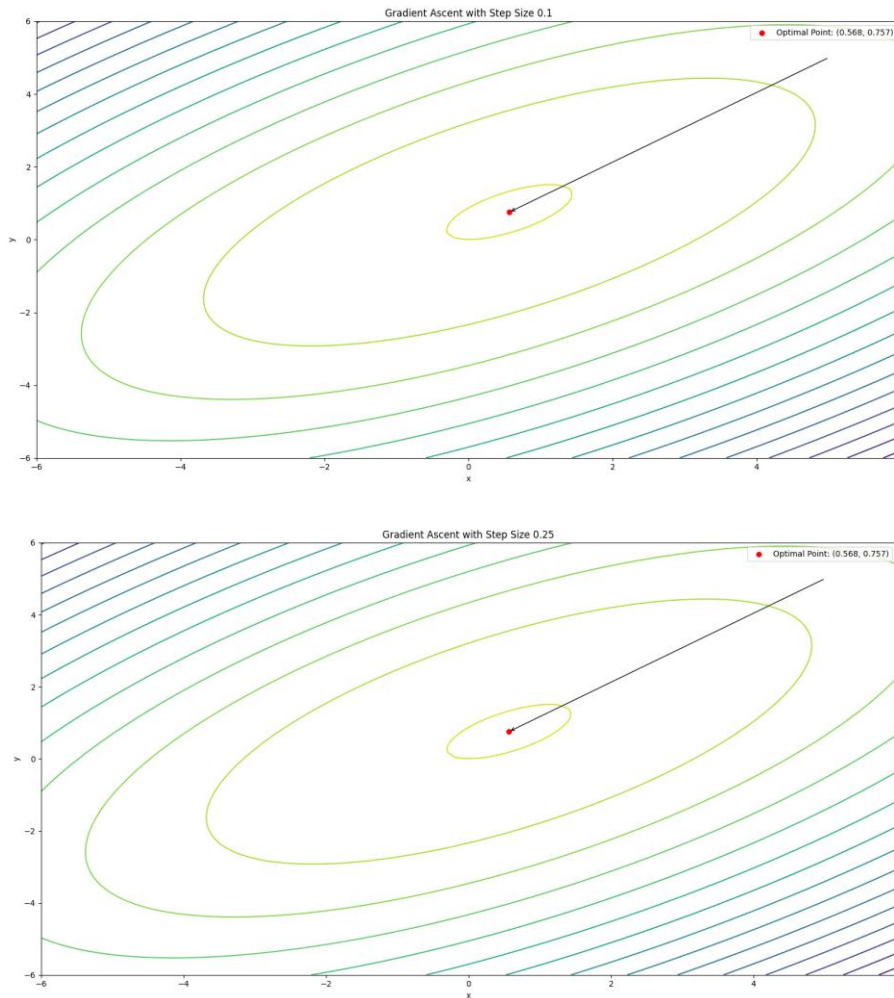 Gradient Ascent with Step Size 0.1
Optimal Point: (0.568, 0.757)
6
4
2
0
−2
−4
−6
y
−6 −4 −2 0 2 4
x
Gradient Ascent with Step Size 0.25
Optimal Point: (0.568, 0.757)
6
4
2
0
−2
−4
−6
y
−6 −4 −2 0 2 4
x